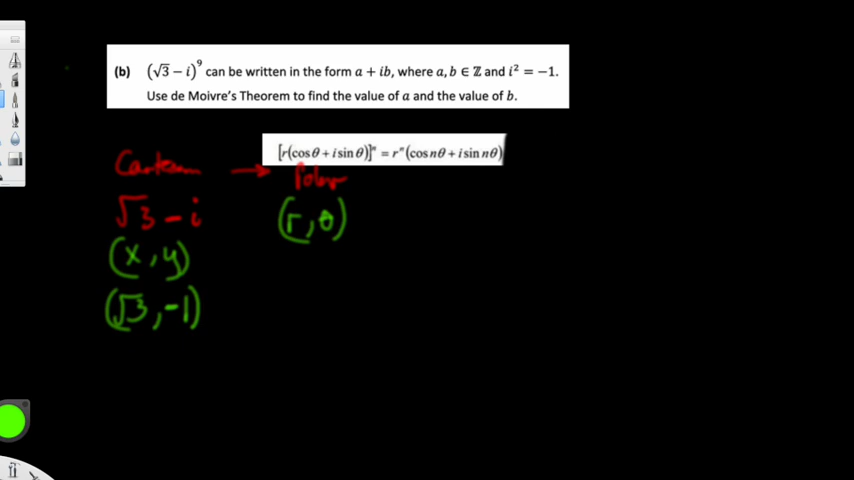 (b) (√3 − i)⁹ can be written in the form a + ib, where a, b ∈ ℤ and i² = −1.
Use de Moivre's Theorem to find the value of a and the value of b.
[r(cosθ + i sinθ)]ⁿ = rⁿ(cos nθ + i sin nθ)
→ Polar
√3 − i (r, θ)
(x, y)
(√3, −1)